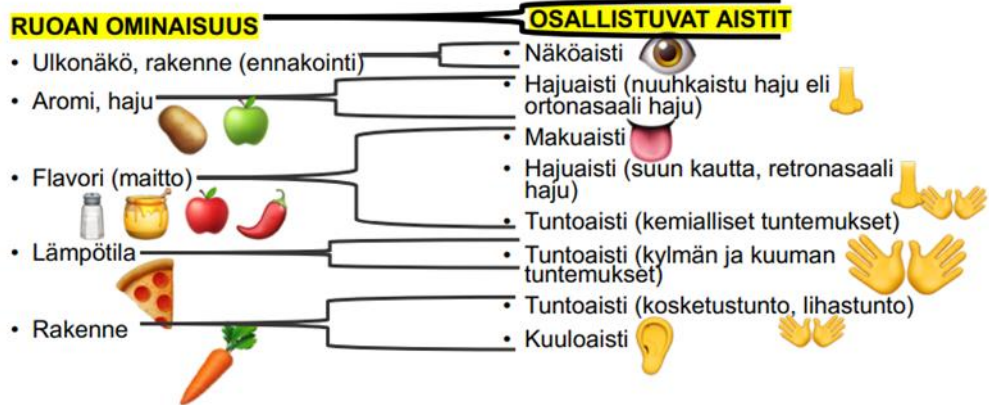 RUOAN OMINAISUUS
OSALLISTUVAT AISTIT
• Ulkonäkö, rakenne (ennakointi)
• Näköaisti
• Aromi, haju
• Hajuaisti (nuuhkaistu haju eli
ortonasaali haju)
• Flavori (maitto)
• Makuaisti
• Hajuaisti (suun kautta, retronasaali
haju)
• Tuntoaisti (kemialliset tuntemukset)
• Lämpötila
• Tuntoaisti (kylmän ja kuuman
tuntemukset)
• Rakenne
• Tuntoaisti (kosketustunto, lihastunto)
• Kuuloaisti